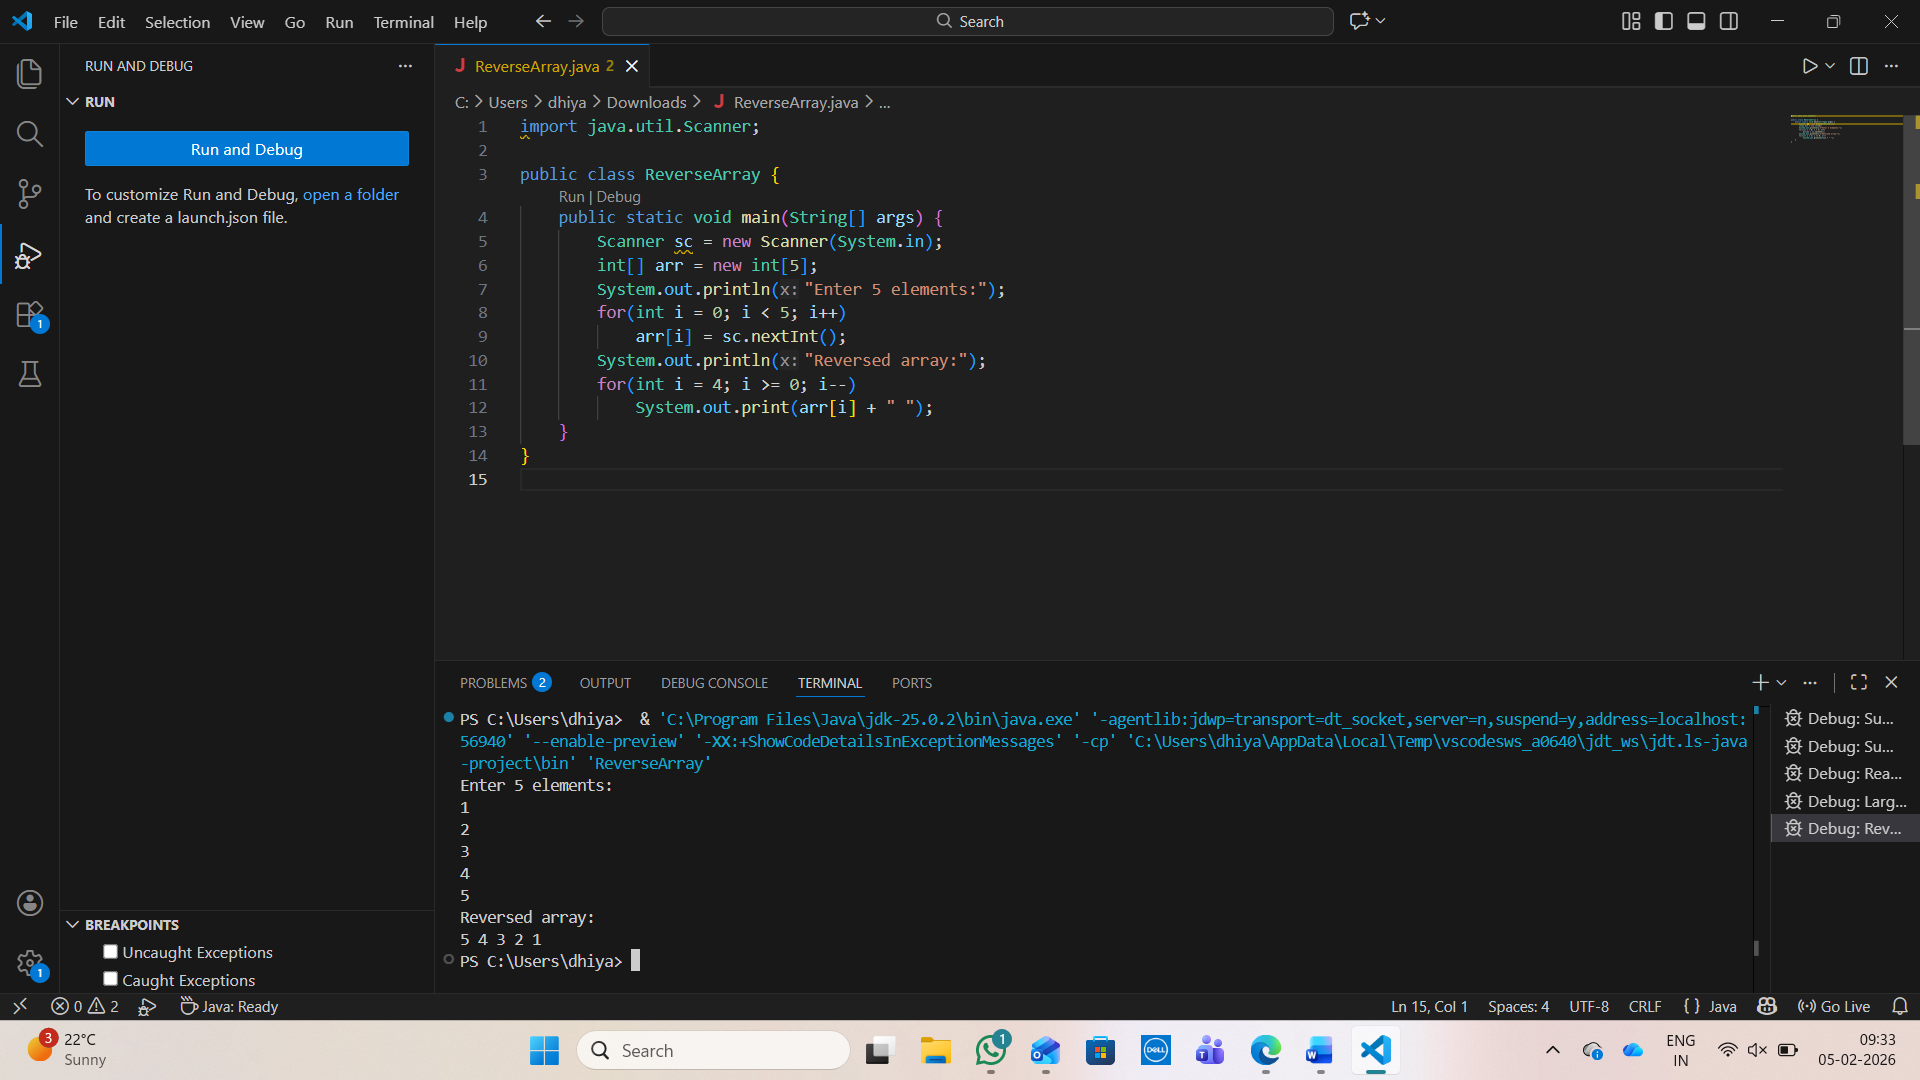 File Edit Selection View Go Run Terminal Help
Search
RUN AND DEBUG
RUN
Run and Debug
To customize Run and Debug, open a folder
and create a launch.json file.
BREAKPOINTS
Uncaught Exceptions
Caught Exceptions
ReverseArray.java 2
C: > Users > dhiya > Downloads > ReverseArray.java > ...
1 import java.util.Scanner;
2
3 public class ReverseArray {
Run | Debug
4 public static void main(String[] args) {
5 Scanner sc = new Scanner(System.in);
6 int[] arr = new int[5];
7 System.out.println(x: "Enter 5 elements:");
8 for(int i = 0; i < 5; i++)
9 arr[i] = sc.nextInt();
10 System.out.println(x: "Reversed array:");
11 for(int i = 4; i >= 0; i--)
12 System.out.print(arr[i] + " ");
13 }
14 }
15
PROBLEMS 2 OUTPUT DEBUG CONSOLE TERMINAL PORTS
PS C:\Users\dhiya> & 'C:\Program Files\Java\jdk-25.0.2\bin\java.exe' '-agentlib:jdwp=transport=dt_socket,server=n,suspend=y,address=localhost:
56940' '--enable-preview' '-XX:+ShowCodeDetailsInExceptionMessages' '-cp' 'C:\Users\dhiya\AppData\Local\Temp\vscodesws_a0640\jdt_ws\jdt.ls-java
-project\bin' 'ReverseArray'
Enter 5 elements:
1
2
3
4
5
Reversed array:
5 4 3 2 1
PS C:\Users\dhiya>
Debug: Su...
Debug: Su...
Debug: Rea...
Debug: Larg...
Debug: Rev...
1
1
0 2 Java: Ready
Ln 15, Col 1 Spaces: 4 UTF-8 CRLF {} Java Go Live
3
22°C
Sunny
Search
1
DELL
ENG
IN
09:33
05-02-2026